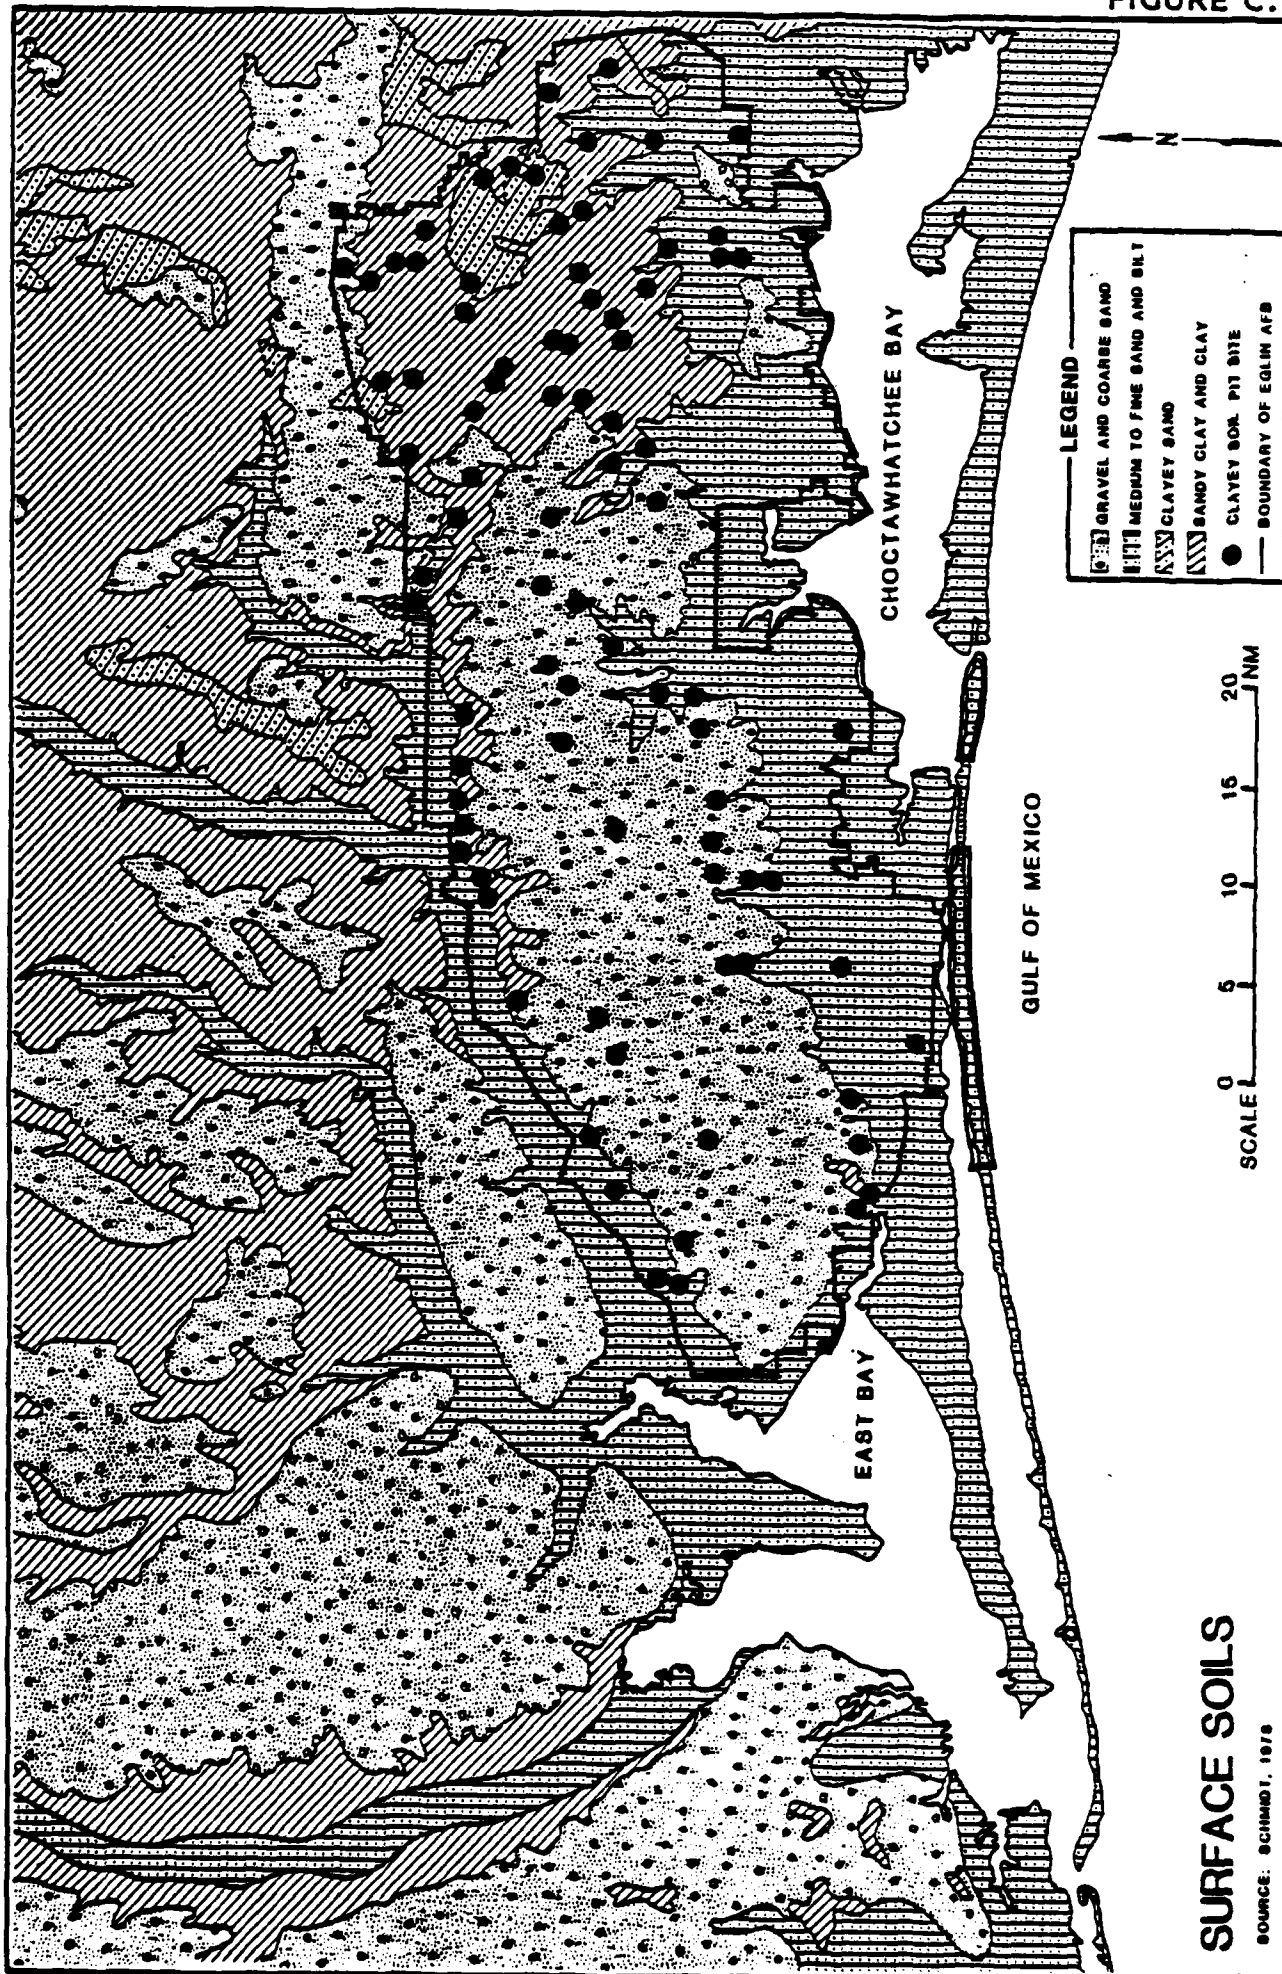 FIGURE C.
CHOCTAWHATCHEE BAY
EAST BAY
GULF OF MEXICO
N
LEGEND
GRAVEL AND COARSE SAND
MEDIUM TO FINE SAND AND SILT
CLAYEY SAND
SANDY CLAY AND CLAY
CLAYEY SOIL PIT SITE
BOUNDARY OF EGLIN AFB
SCALE 0 5 10 15 20 NM
SURFACE SOILS
SOURCE: SCHMIDT, 1978